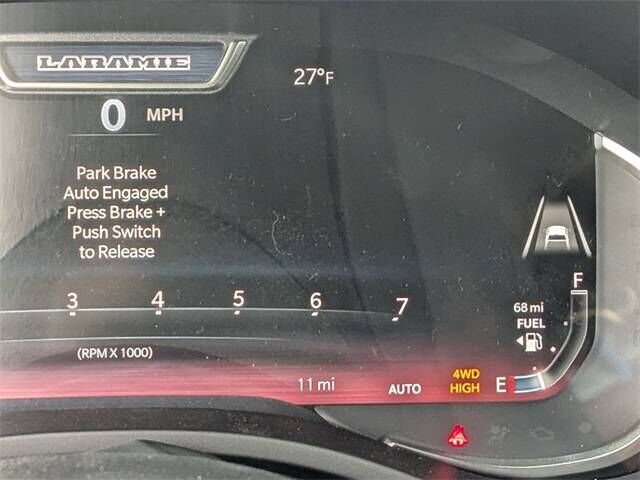 LARAMIE
27°F
0 MPH
Park Brake
Auto Engaged
Press Brake +
Push Switch
to Release
3 4 5 6 7
(RPM X 1000)
68 mi
FUEL
F
E
11 mi
AUTO
4WD
HIGH